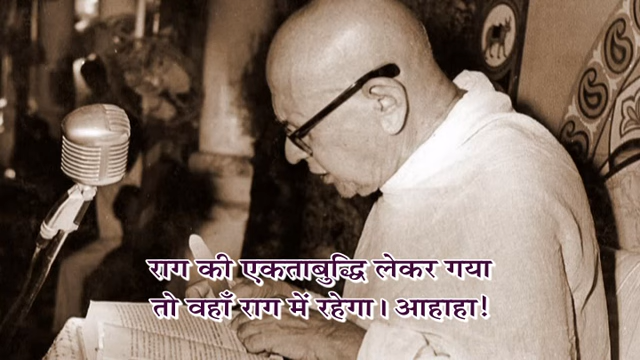 राग की एकताबुद्धि लेकर गया
तो वहाँ राग में रहेगा। आहाहा!